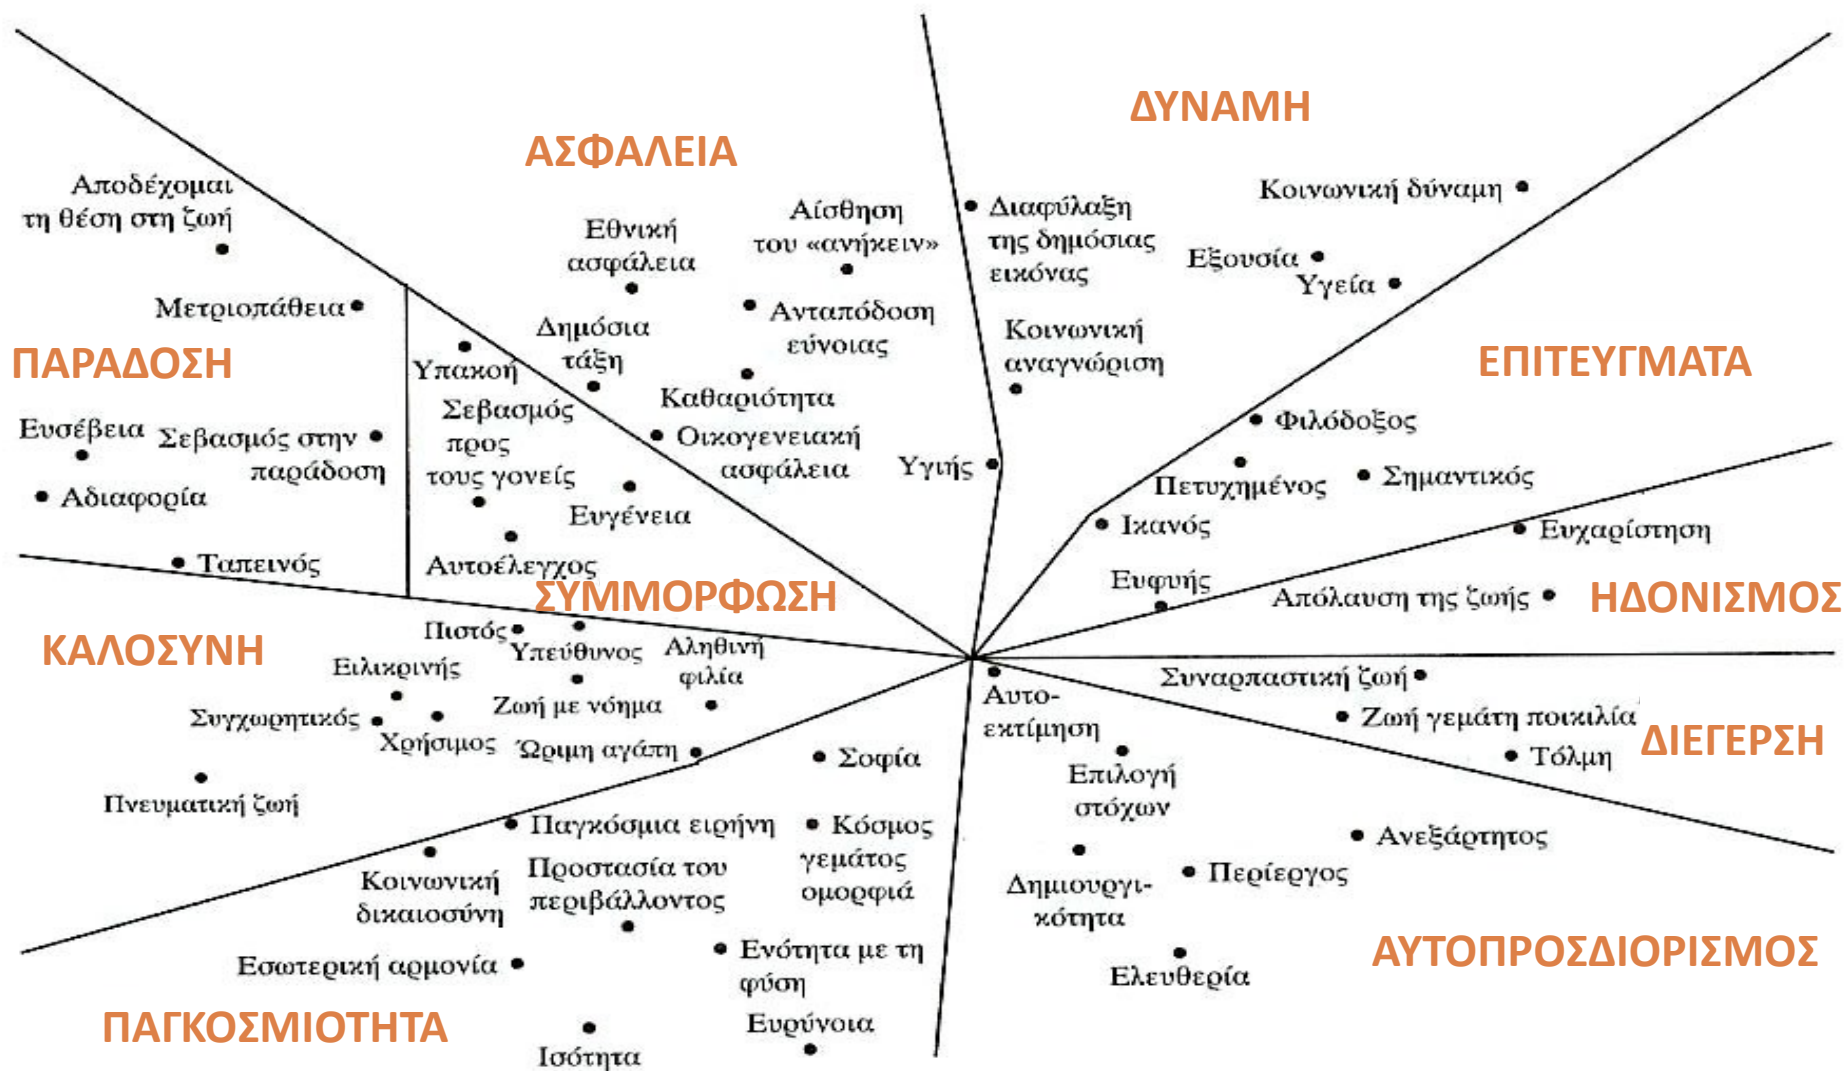 ΔΥΝΑΜΗ
ΑΣΦΑΛΕΙΑ
Αποδέχομαι
τη θέση στη ζωή
Μετριοπάθεια
ΠΑΡΑΔΟΣΗ
Ευσέβεια
Σεβασμός στην
παράδοση
Αδιαφορία
Ταπεινός
Εθνική
ασφάλεια
Αίσθηση
του «ανήκειν»
Δημόσια
τάξη
Ανταπόδοση
εύνοιας
Καθαριότητα
Οικογενειακή
ασφάλεια
Υγιής
Υπακοή
Σεβασμός
προς
τους γονείς
Ευγένεια
Αυτοέλεγχος
ΣΥΜΜΟΡΦΩΣΗ
Διαφύλαξη
της δημόσιας
εικόνας
Κοινωνική δύναμη
Εξουσία
Υγεία
Κοινωνική
αναγνώριση
ΕΠΙΤΕΥΓΜΑΤΑ
Φιλόδοξος
Πετυχημένος
Σημαντικός
Ικανός
Ευφυής
Ευχαρίστηση
Απόλαυση της ζωής
ΗΔΟΝΙΣΜΟΣ
ΚΑΛΟΣΥΝΗ
Πιστός
Υπεύθυνος
Αληθινή
φιλία
Ειλικρινής
Ζωή με νόημα
Συγχωρητικός
Χρήσιμος
Ώριμη αγάπη
Πνευματική ζωή
Συναρπαστική ζωή
Ζωή γεμάτη ποικιλία
Τόλμη
ΔΙΕΓΕΡΣΗ
Αυτο-
εκτίμηση
Επιλογή
στόχων
Ανεξάρτητος
Περίεργος
Δημιουργι-
κότητα
Ελευθερία
ΑΥΤΟΠΡΟΣΔΙΟΡΙΣΜΟΣ
Σοφία
Παγκόσμια ειρήνη
Κόσμος
γεμάτος
ομορφιά
Κοινωνική
δικαιοσύνη
Προστασία του
περιβάλλοντος
Εσωτερική αρμονία
Ενότητα με τη
φύση
Ευρύνοια
Ισότητα
ΠΑΓΚΟΣΜΙΟΤΗΤΑ